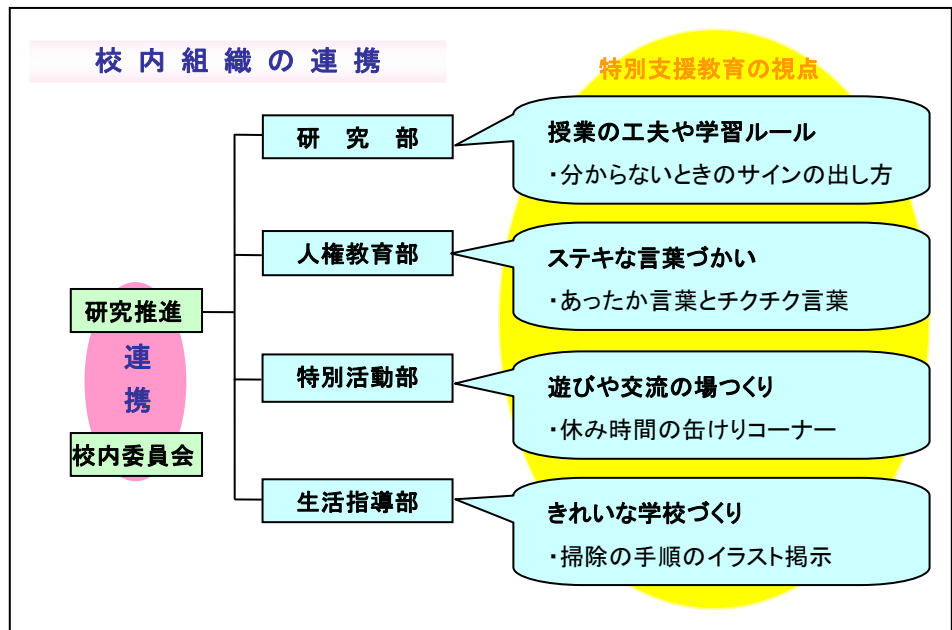 校内組織の連携
特別支援教育の視点
研究部
授業の工夫や学習ルール
・分からないときのサインの出し方
人権教育部
ステキな言葉づかい
・あったか言葉とチクチク言葉
研究推進
連
携
校内委員会
特別活動部
遊びや交流の場つくり
・休み時間の缶けりコーナー
生活指導部
きれいな学校づくり
・掃除の手順のイラスト掲示